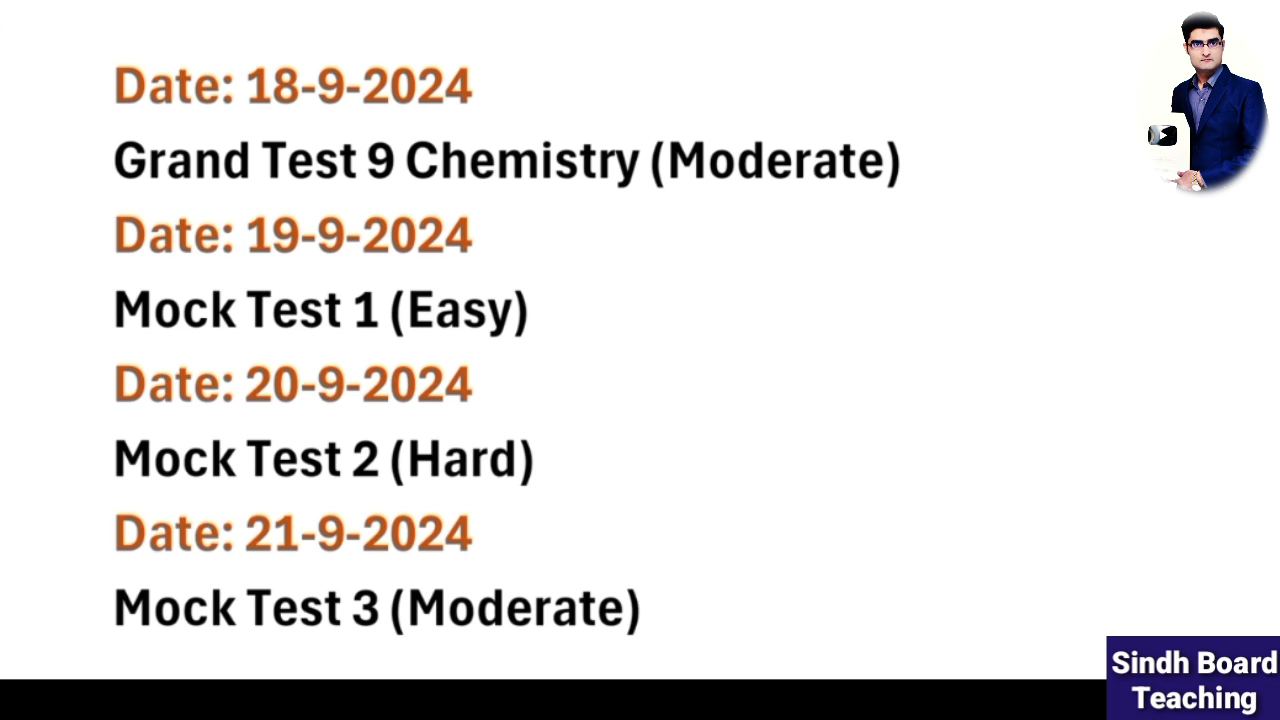 Date: 18-9-2024
Grand Test 9 Chemistry (Moderate)
Date: 19-9-2024
Mock Test 1 (Easy)
Date: 20-9-2024
Mock Test 2 (Hard)
Date: 21-9-2024
Mock Test 3 (Moderate)
Sindh Board
Teaching